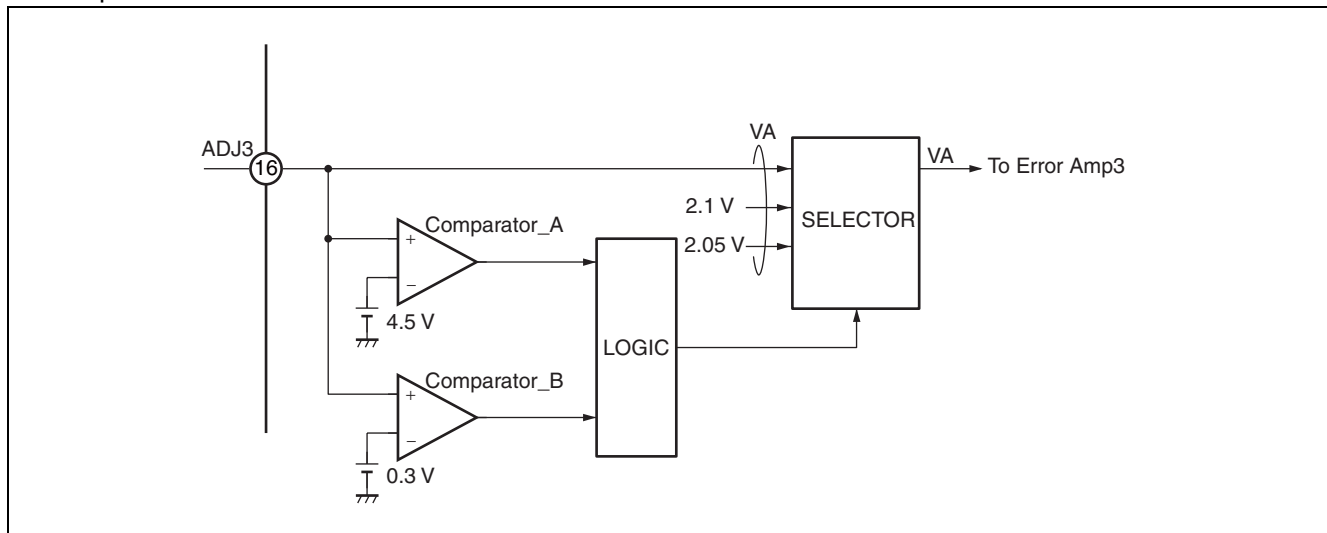 ADJ3
16
VA
2.1 V
2.05 V
SELECTOR
VA
To Error Amp3
Comparator_A
+
−
4.5 V
LOGIC
Comparator_B
+
−
0.3 V